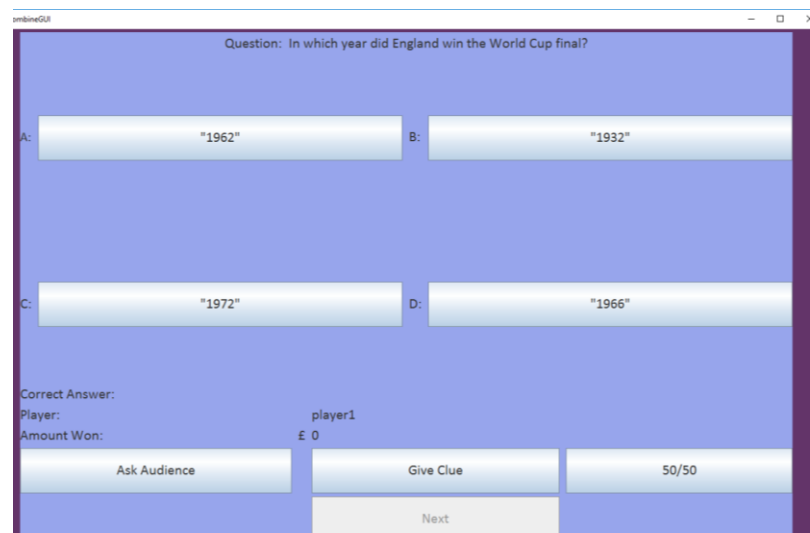 ombineGUI
Question: In which year did England win the World Cup final?
A: "1962" B: "1932"
C: "1972" D: "1966"
Correct Answer:
Player: player1
Amount Won: £ 0
Ask Audience Give Clue 50/50
Next